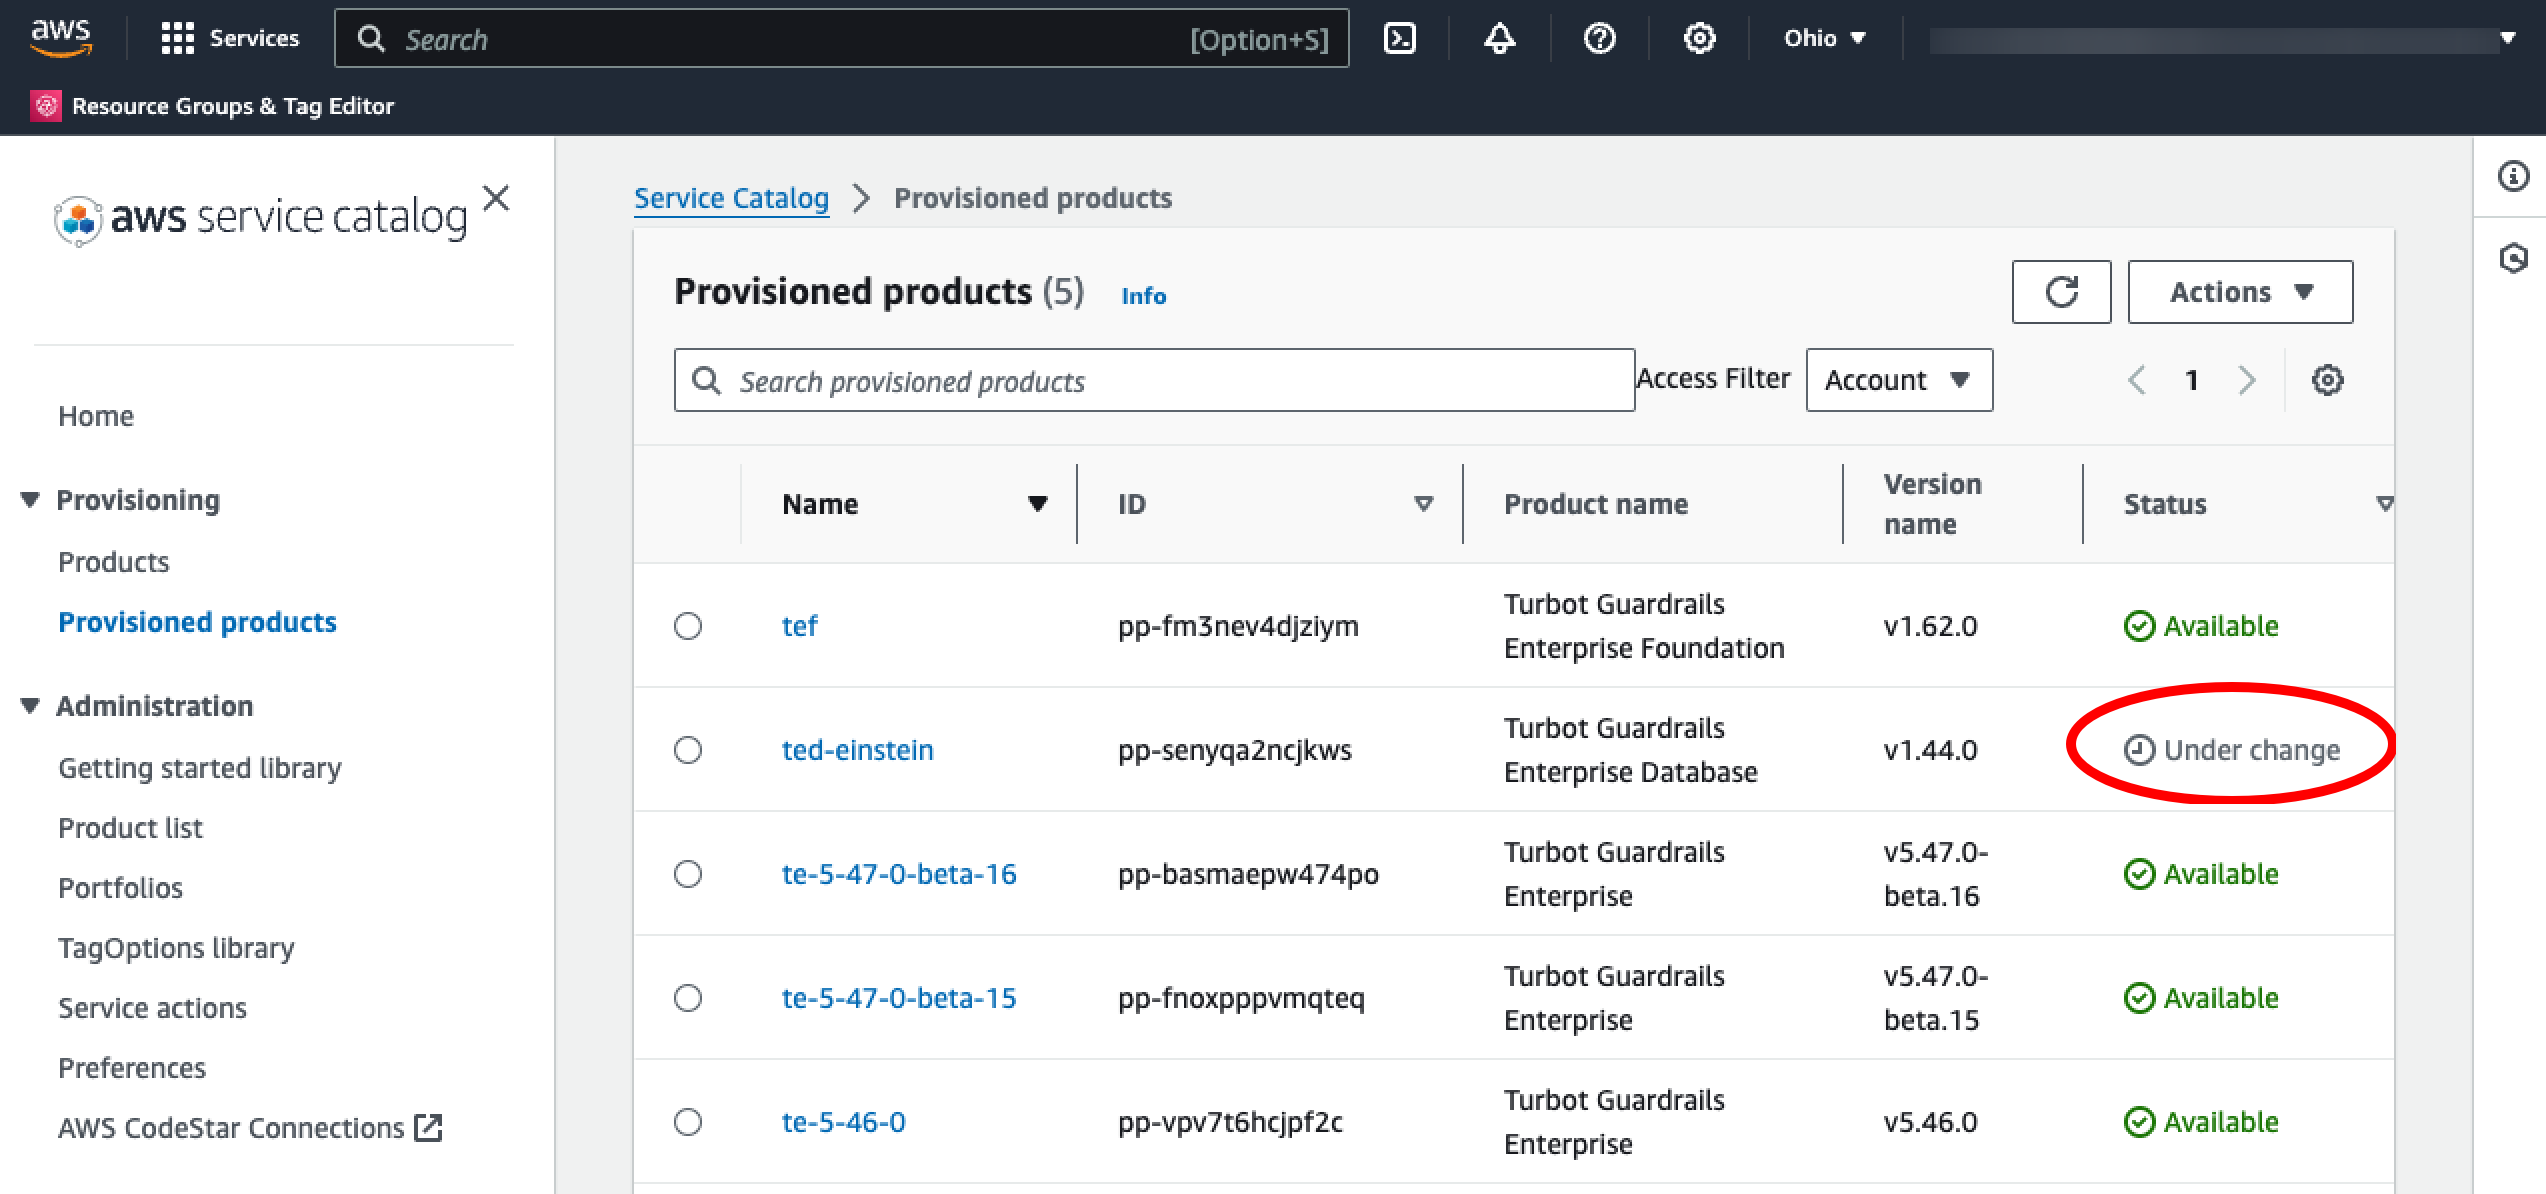 aws
Services
Search
[Option+S]
Ohio
Resource Groups & Tag Editor
aws service catalog
Home
Provisioning
Products
Provisioned products
Administration
Getting started library
Product list
Portfolios
TagOptions library
Service actions
Preferences
AWS CodeStar Connections
Service Catalog > Provisioned products
Provisioned products (5) Info
Actions
Search provisioned products
Access Filter
Account
1
Name
ID
Product name
Version
name
Status
tef
pp-fm3nev4djziym
Turbot Guardrails
Enterprise Foundation
v1.62.0
Available
ted-einstein
pp-senyqa2ncjkws
Turbot Guardrails
Enterprise Database
v1.44.0
Under change
te-5-47-0-beta-16
pp-basmaepw474po
Turbot Guardrails
Enterprise
v5.47.0-
beta.16
Available
te-5-47-0-beta-15
pp-fnoxpppvmqteq
Turbot Guardrails
Enterprise
v5.47.0-
beta.15
Available
te-5-46-0
pp-vpv7t6hcjpf2c
Turbot Guardrails
Enterprise
v5.46.0
Available